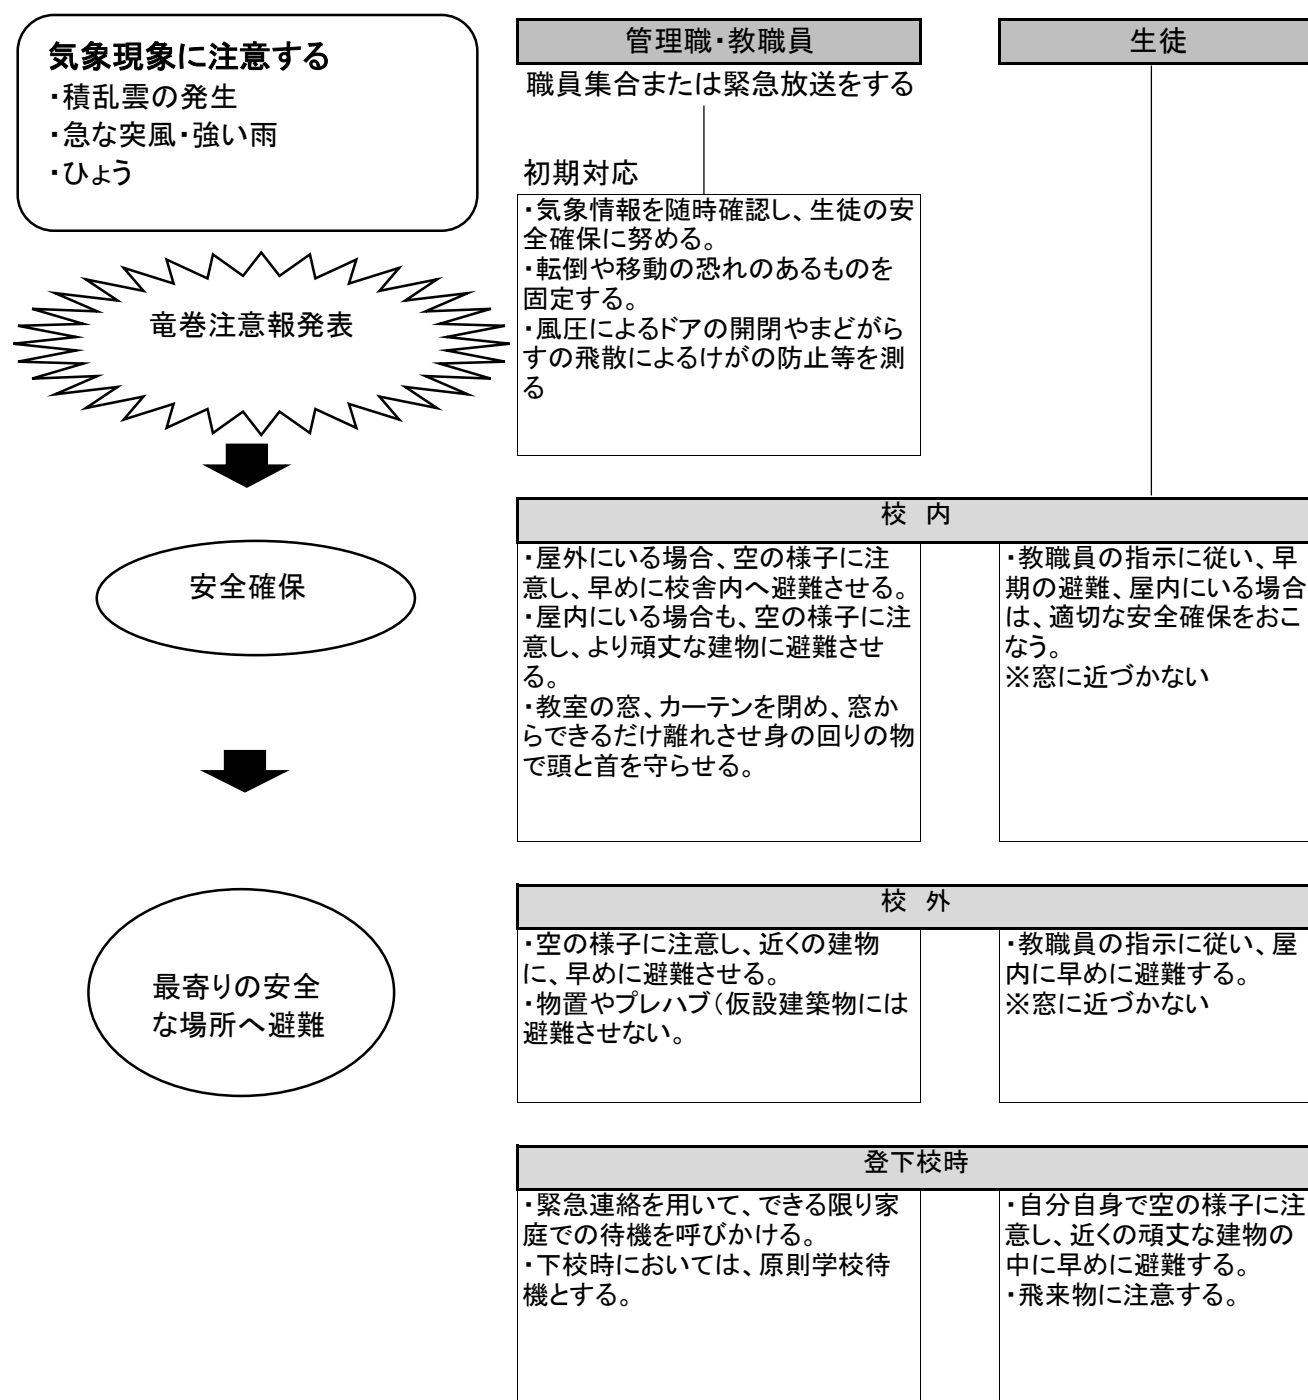 気象現象に注意する
・積乱雲の発生
・急な突風・強い雨
・ひょう
竜巻注意報発表
安全確保
最寄りの安全
な場所へ避難
管理職・教職員
職員集合または緊急放送をする
初期対応
・気象情報を随時確認し、生徒の安
全確保に努める。
・転倒や移動の恐れのあるものを
固定する。
・風圧によるドアの開閉やまどがら
すの飛散によるけがの防止等を測
る
生徒
校 内
・屋外にいる場合、空の様子に注
意し、早めに校舎内へ避難させる。
・屋内にいる場合も、空の様子に注
意し、より頑丈な建物に避難させ
る。
・教室の窓、カーテンを閉め、窓か
らできるだけ離れさせ身の回りの物
で頭と首を守らせる。
・教職員の指示に従い、早
期の避難、屋内にいる場合
は、適切な安全確保をおこ
なう。
※窓に近づかない
校 外
・空の様子に注意し、近くの建物
に、早めに避難させる。
・物置やプレハブ(仮設建築物には
避難させない。
・教職員の指示に従い、屋
内に早めに避難する。
※窓に近づかない
登下校時
・緊急連絡を用いて、できる限り家
庭での待機を呼びかける。
・下校時においては、原則学校待
機とする。
・自分自身で空の様子に注
意し、近くの頑丈な建物の
中に早めに避難する。
・飛来物に注意する。